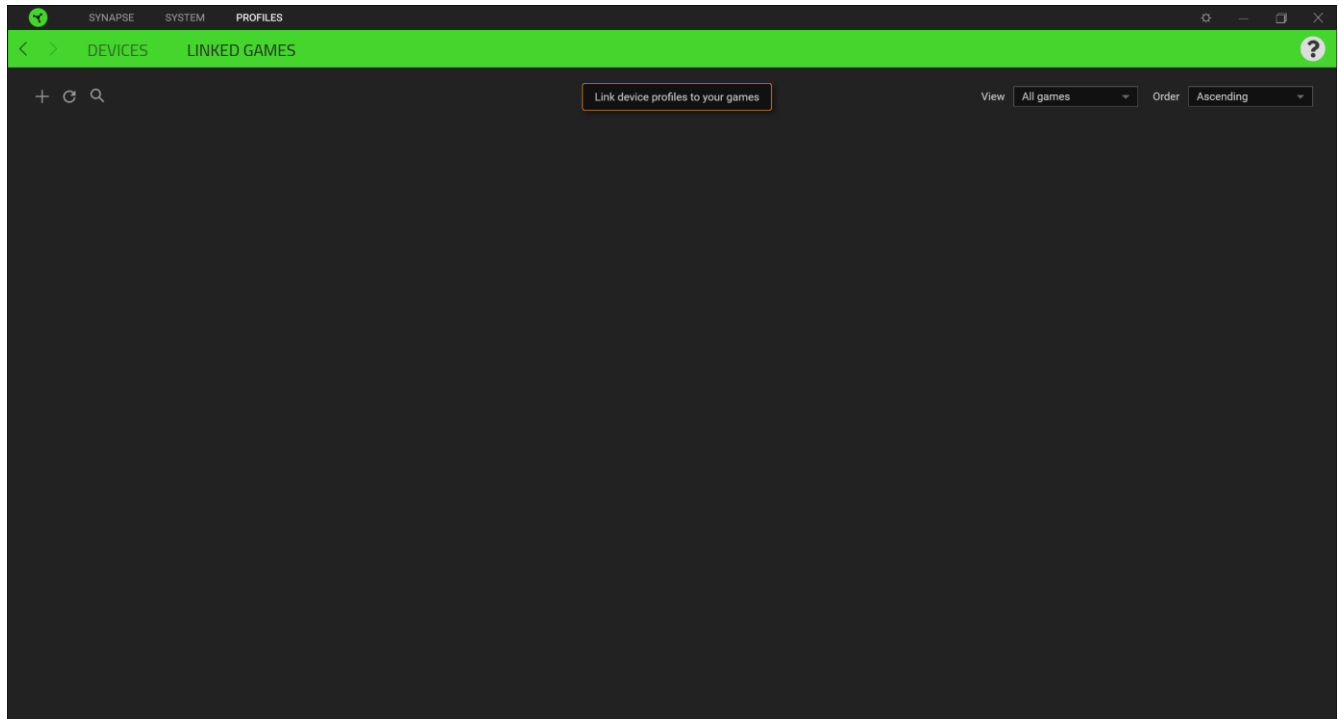 SYNAPSE SYSTEM PROFILES
DEVICES LINKED GAMES ?
Link device profiles to your games View All games Order Ascending